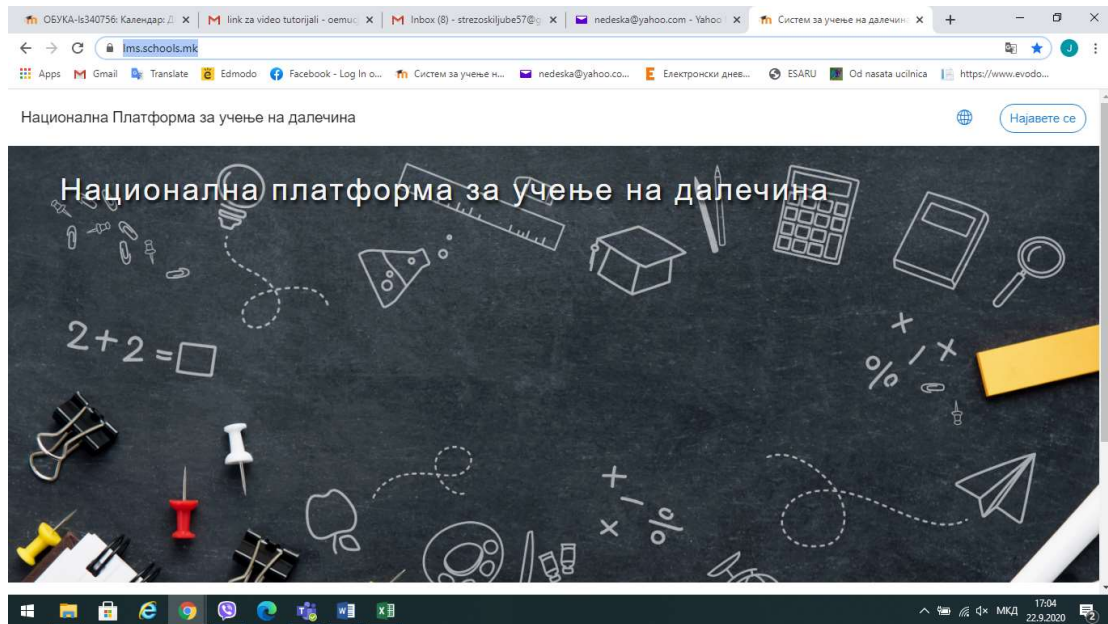 ОБУКА-ls340756: Календар: Д
link za video tutorijali - oemuc
Inbox (8) - strezoskiljube57@g
nedeska@yahoo.com - Yahoo
Систем за учење на далечин
lms.schools.mk
Apps Gmail Translate Edmodo Facebook - Log In o... Систем за учење н... nedeska@yahoo.co... Електронски днев... ESARU Od nasata ucilnica https://www.evodo...
J
Национална Платформа за учење на далечина
Најавете се
Национална платформа за учење на далечина
2+2=
МКД
17:04
22.9.2020
2